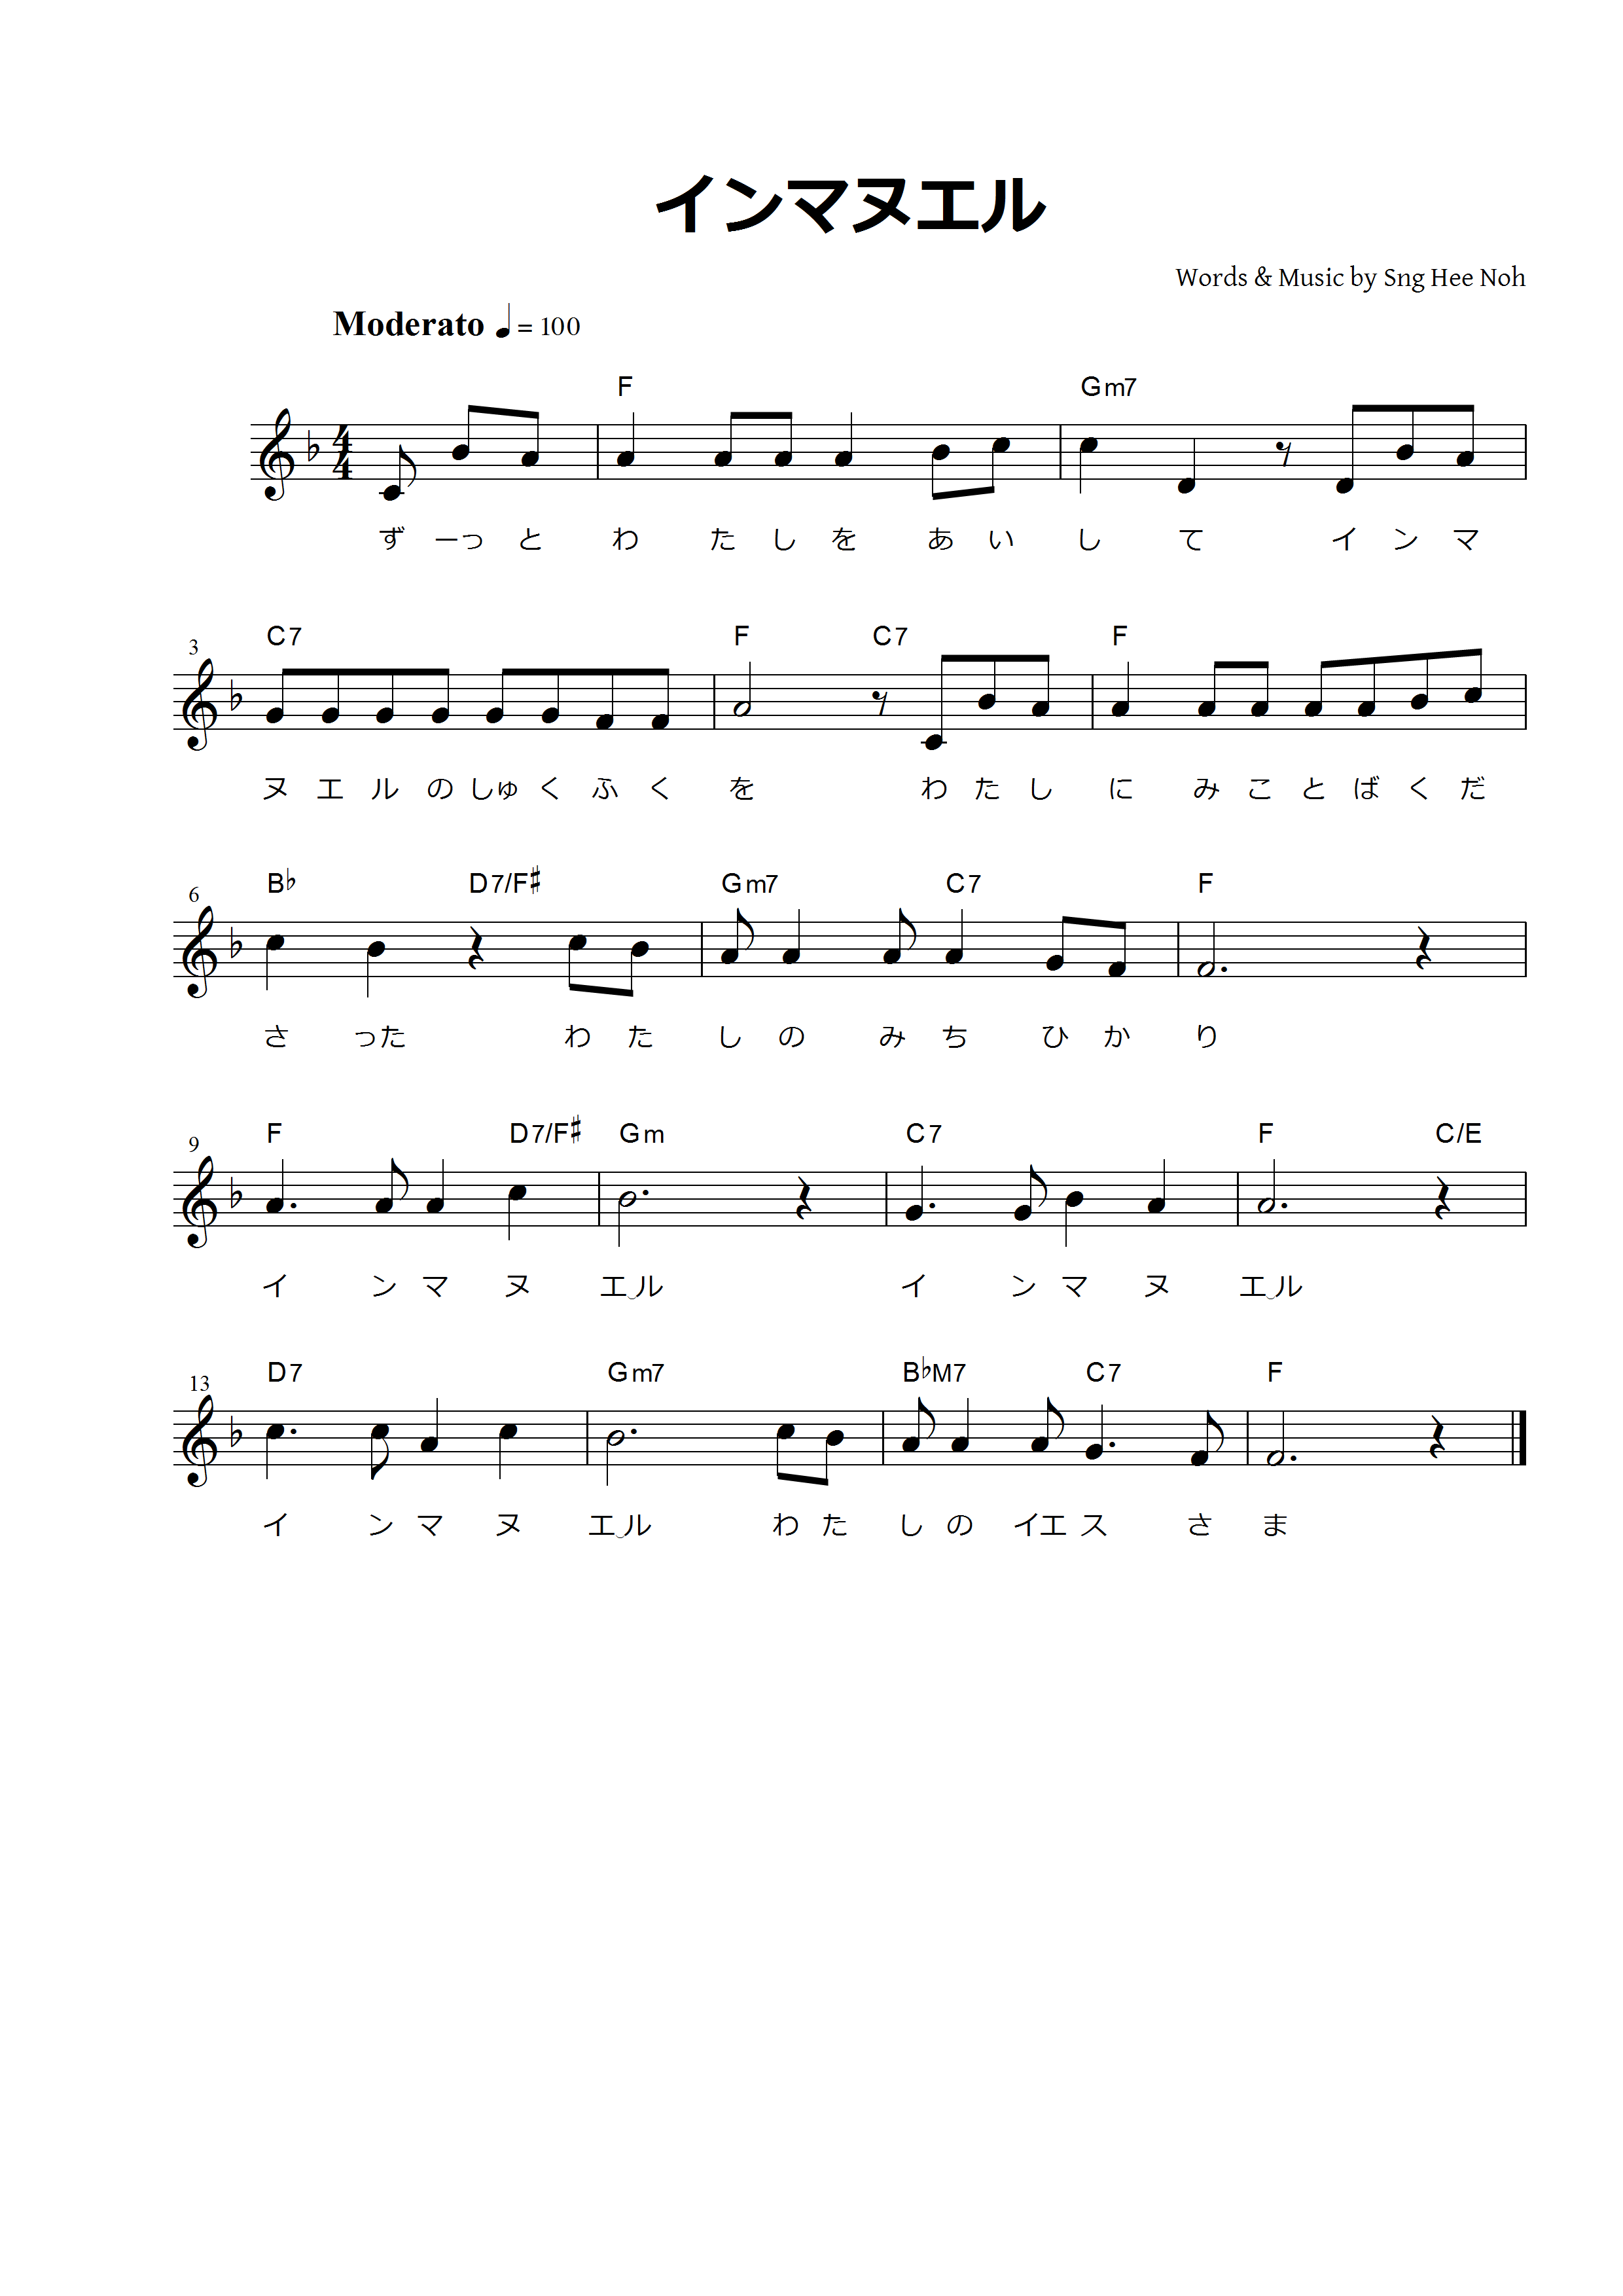 インマヌエル
Words & Music by Sng Hee Noh
Moderato ♩ = 100
F Gm7
4 4
ず ーっ と わ た し を あ い し て イ ン マ
3 C7 F C7 F
ヌ エ ル の しゅ く ふ く を わ た し に み こ と ば く だ
6 B♭ D7/F♯ Gm7 C7 F
さ った わ た し の み ち ひ か り
9 F D7/F♯ Gm C7 F C/E
イ ン マ ヌ エ‿ル イ ン マ ヌ エ‿ル
13 D7 Gm7 B♭M7 C7 F
イ ン マ ヌ エ‿ル わ た し の イエ ス さ ま